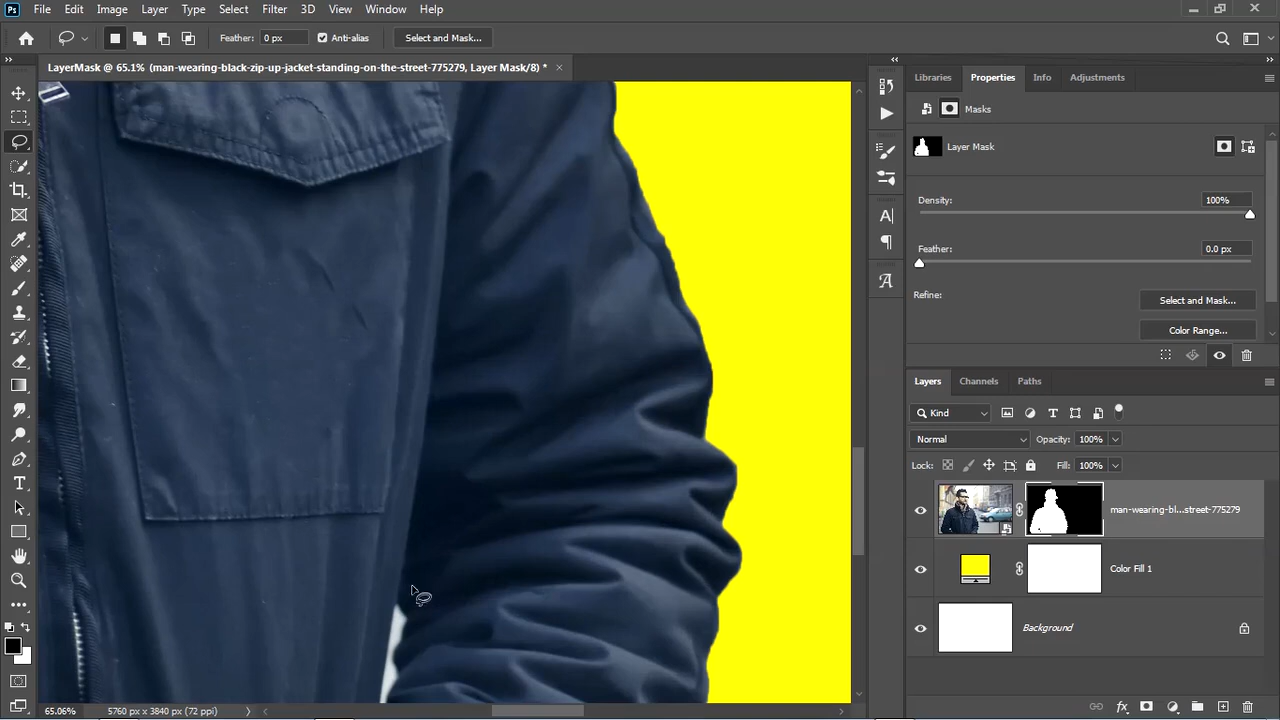 Ps File Edit Image Layer Type Select Filter 3D View Window Help
Feather: 0 px Anti-alias Select and Mask...
LayerMask @ 65.1% (man-wearing-black-zip-up-jacket-standing-on-the-street-775279, Layer Mask/8) *
Libraries Properties Info Adjustments
Masks
Layer Mask
Density: 100%
Feather: 0.0 px
Refine: Select and Mask...
Color Range...
Layers Channels Paths
Kind
Normal Opacity: 100%
Lock: Fill: 100%
man-wearing-bl...street-775279
Color Fill 1
Background
65.06% 5760 px x 3840 px (72 ppi)